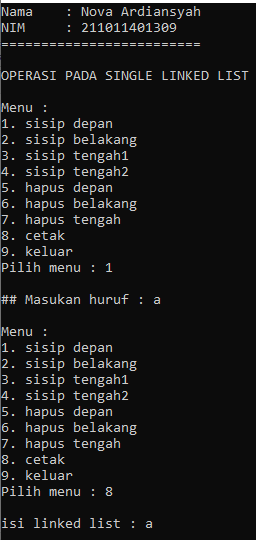 Nama    : Nova Ardiansyah
NIM     : 211011401309
=========================
OPERASI PADA SINGLE LINKED LIST
Menu :
1. sisip depan
2. sisip belakang
3. sisip tengah1
4. sisip tengah2
5. hapus depan
6. hapus belakang
7. hapus tengah
8. cetak
9. keluar
Pilih menu : 1
## Masukan huruf : a
Menu :
1. sisip depan
2. sisip belakang
3. sisip tengah1
4. sisip tengah2
5. hapus depan
6. hapus belakang
7. hapus tengah
8. cetak
9. keluar
Pilih menu : 8
isi linked list : a